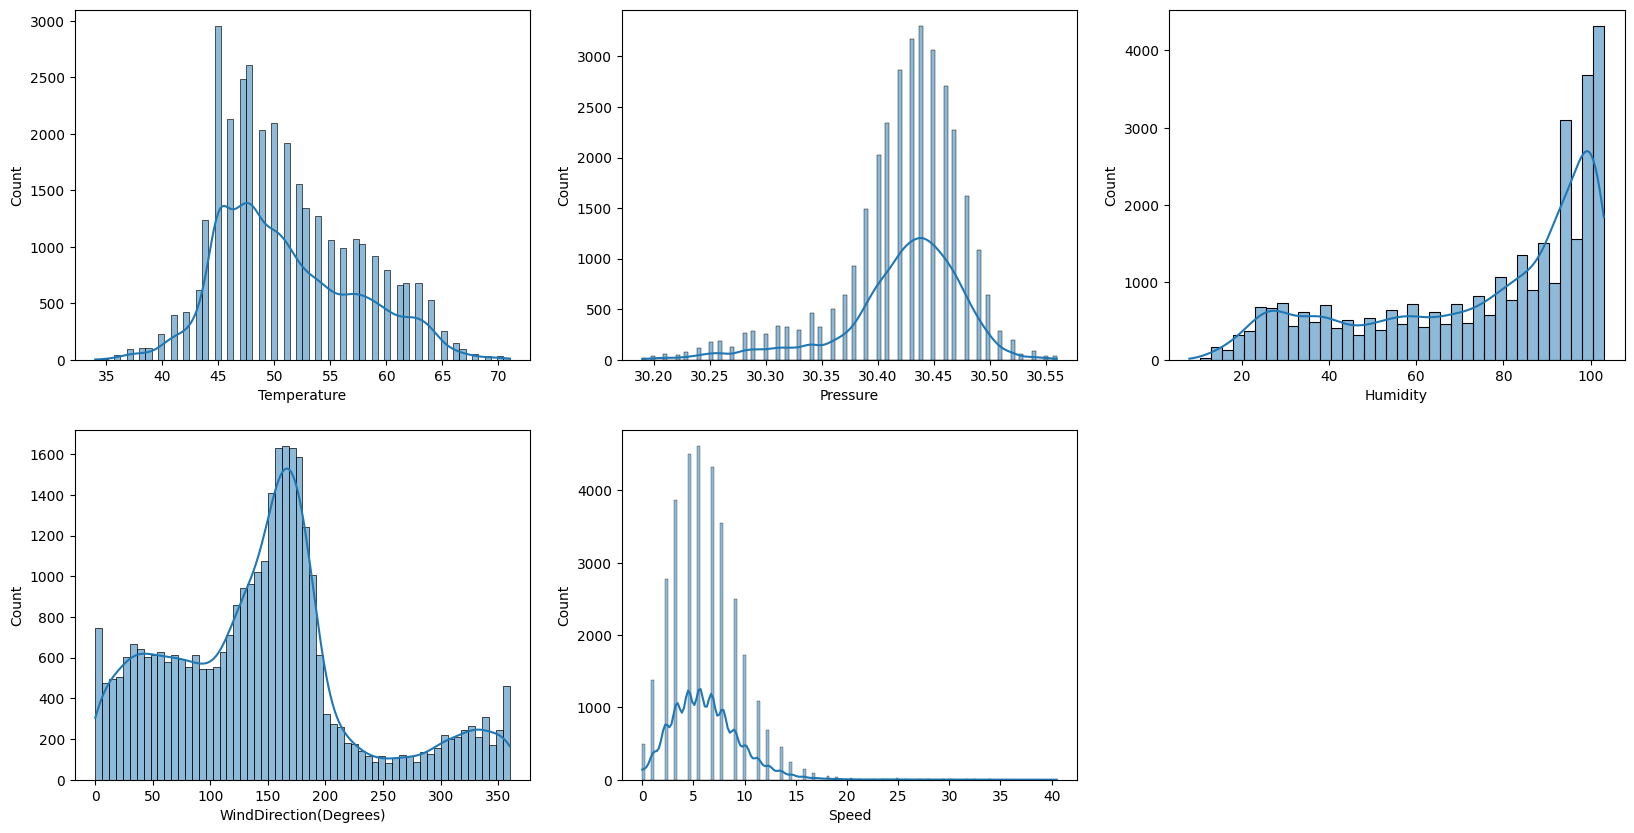 3000
2500
2000
1500
1000
500
0
Count
35 40 45 50 55 60 65 70
Temperature
3000
2500
2000
1500
1000
500
0
Count
30.20 30.25 30.30 30.35 30.40 30.45 30.50 30.55
Pressure
4000
3000
2000
1000
0
Count
20 40 60 80 100
Humidity
1600
1400
1200
1000
800
600
400
200
0
Count
0 50 100 150 200 250 300 350
WindDirection(Degrees)
4000
3000
2000
1000
0
Count
0 5 10 15 20 25 30 35 40
Speed